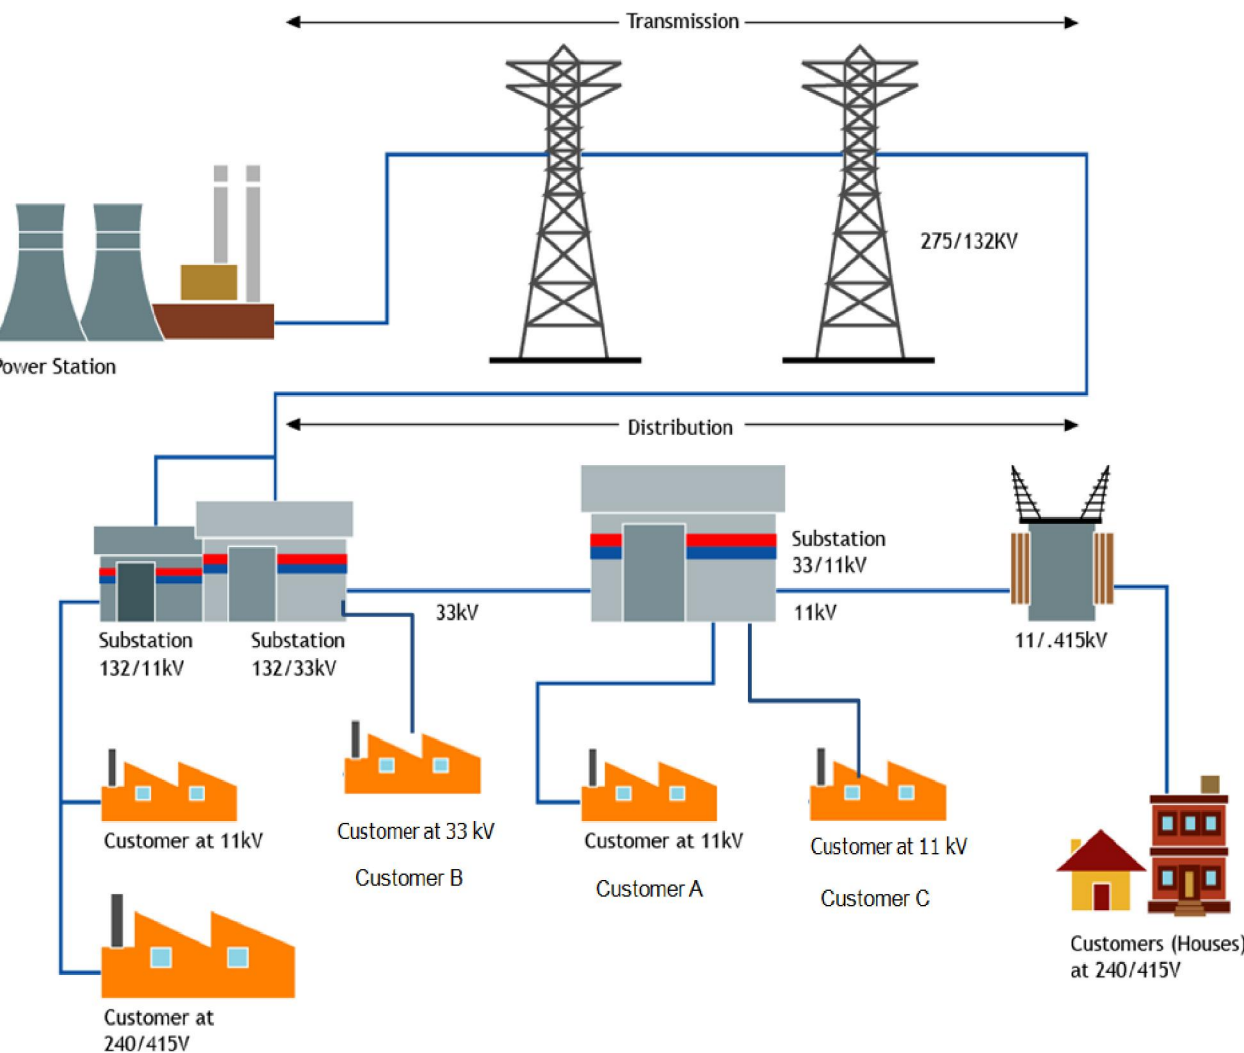 Transmission
275/132KV
Power Station
Distribution
Substation
33/11kV
33kV
11kV
11/.415kV
Substation
132/11kV
Substation
132/33kV
Customer at 11kV
Customer at 33 kV
Customer B
Customer at 11kV
Customer A
Customer at 11 kV
Customer C
Customers (Houses)
at 240/415V
Customer at
240/415V